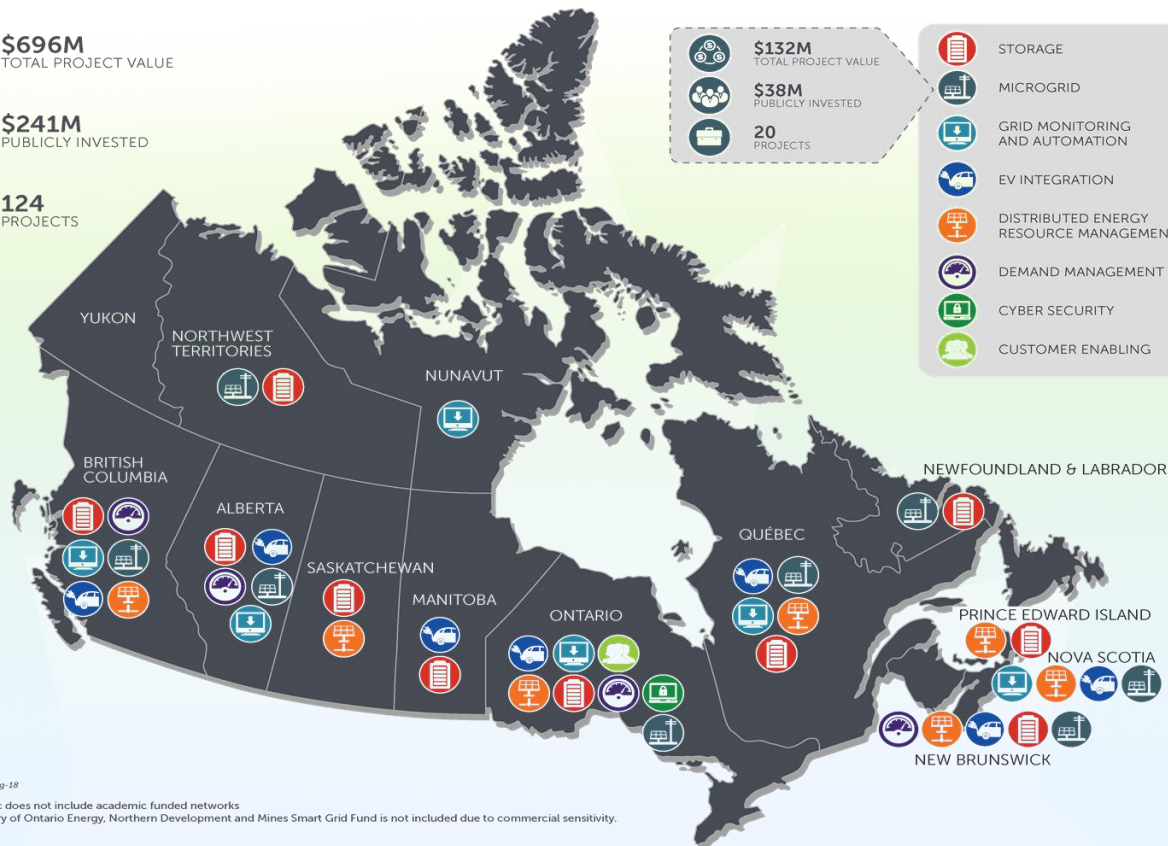 $696M
TOTAL PROJECT VALUE
$241M
PUBLICLY INVESTED
124
PROJECTS
$132M
TOTAL PROJECT VALUE
$38M
PUBLICLY INVESTED
20
PROJECTS
STORAGE
MICROGRID
GRID MONITORING
AND AUTOMATION
EV INTEGRATION
DISTRIBUTED ENERGY
RESOURCE MANAGEMEN
DEMAND MANAGEMENT
CYBER SECURITY
CUSTOMER ENABLING
YUKON
NORTHWEST
TERRITORIES
NUNAVUT
BRITISH
COLUMBIA
ALBERTA
SASKATCHEWAN
MANITOBA
ONTARIO
QUÉBEC
NEWFOUNDLAND & LABRADOR
PRINCE EDWARD ISLAND
NOVA SCOTIA
NEW BRUNSWICK
g-18
c does not include academic funded networks
ry of Ontario Energy, Northern Development and Mines Smart Grid Fund is not included due to commercial sensitivity.